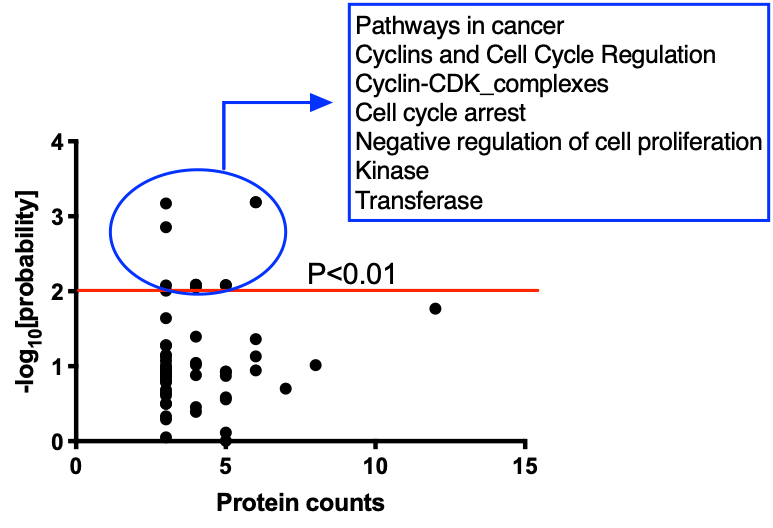 Pathways in cancer
Cyclins and Cell Cycle Regulation
Cyclin-CDK_complexes
Cell cycle arrest
Negative regulation of cell proliferation
Kinase
Transferase
4
3
P<0.01
2
1
0
-log10[probability]
0
5
10
15
Protein counts